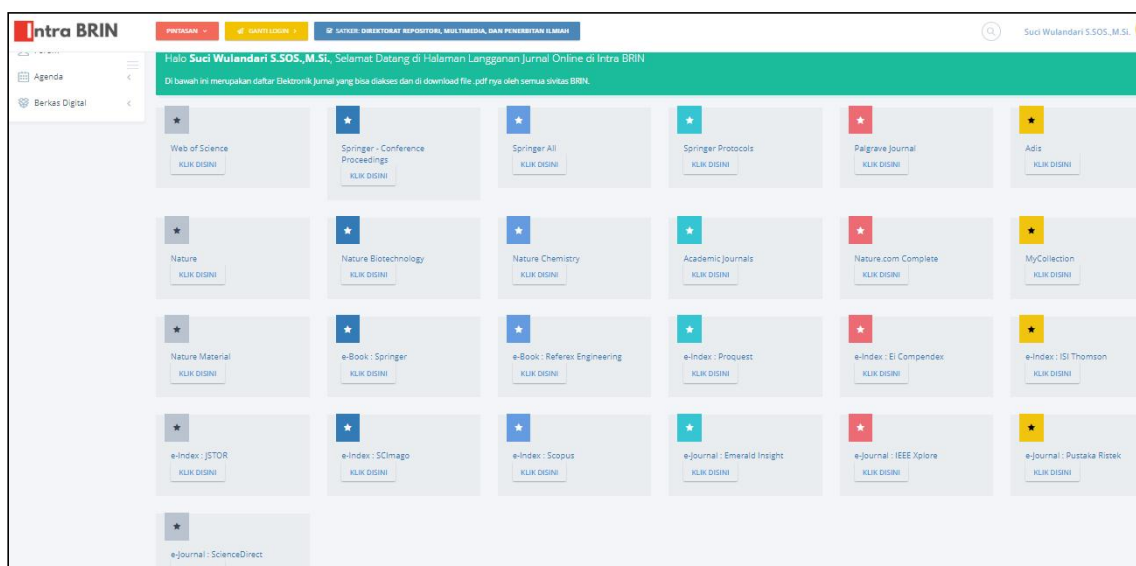 Intra BRIN
PINTASAN
GANTI LOGIN
SATKER: DIREKTORAT REPOSITORI, MULTIMEDIA, DAN PENERBITAN ILMIAH
Suci Wulandari S.SOS.,M.Si.
Agenda
Berkas Digital
Halo Suci Wulandari S.SOS.,M.Si., Selamat Datang di Halaman Langganan Jurnal Online di Intra BRIN
Di bawah ini merupakan daftar Elektronik Jurnal yang bisa diakses dan di download file .pdf nya oleh semua sivitas BRIN.
Web of Science
KLIK DISINI
Springer - Conference
Proceedings
KLIK DISINI
Springer All
KLIK DISINI
Springer Protocols
KLIK DISINI
Palgrave Journal
KLIK DISINI
Adis
KLIK DISINI
Nature
KLIK DISINI
Nature Biotechnology
KLIK DISINI
Nature Chemistry
KLIK DISINI
Academic Journals
KLIK DISINI
Nature.com Complete
KLIK DISINI
MyCollection
KLIK DISINI
Nature Material
KLIK DISINI
e-Book : Springer
KLIK DISINI
e-Book : Referex Engineering
KLIK DISINI
e-Index : Proquest
KLIK DISINI
e-Index : Ei Compendex
KLIK DISINI
e-Index : ISI Thomson
KLIK DISINI
e-Index : JSTOR
KLIK DISINI
e-Index : SCImago
KLIK DISINI
e-Index : Scopus
KLIK DISINI
e-Journal : Emerald Insight
KLIK DISINI
e-Journal : IEEE Xplore
KLIK DISINI
e-Journal : Pustaka Ristek
KLIK DISINI
e-Journal : ScienceDirect